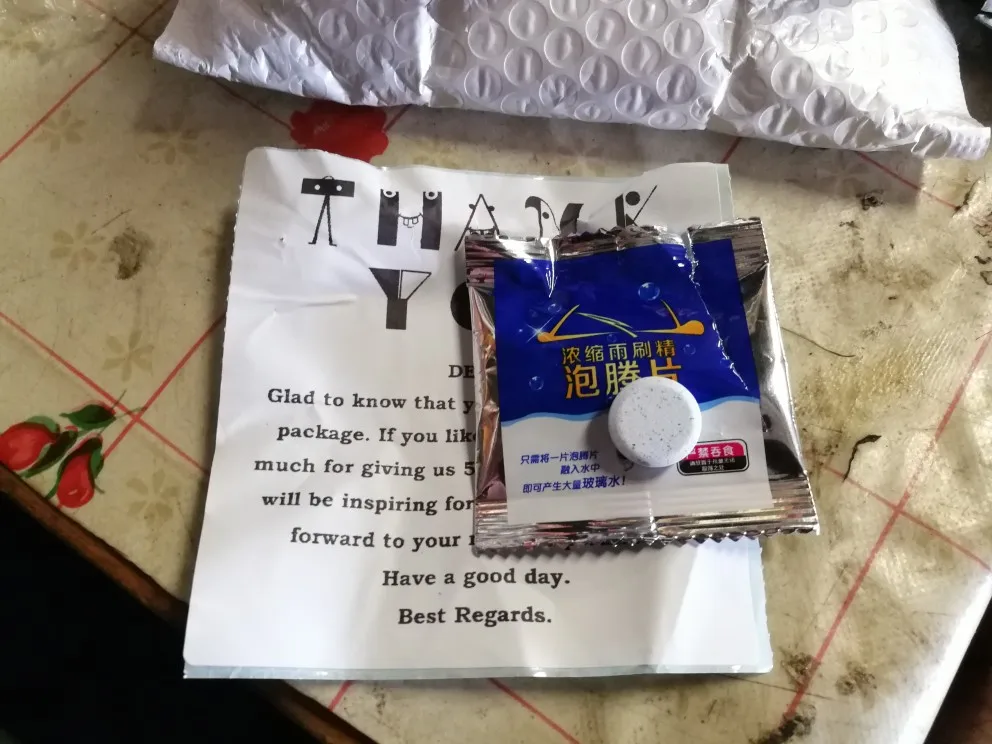 THANK
Y
DE
Glad to know that y
package. If you like
much for giving us 5
will be inspiring for
forward to your
Have a good day.
Best Regards.
浓缩雨刷精
泡腾片
只需将一片泡腾片
融入水中
即可产生大量玻璃水!
严禁吞食